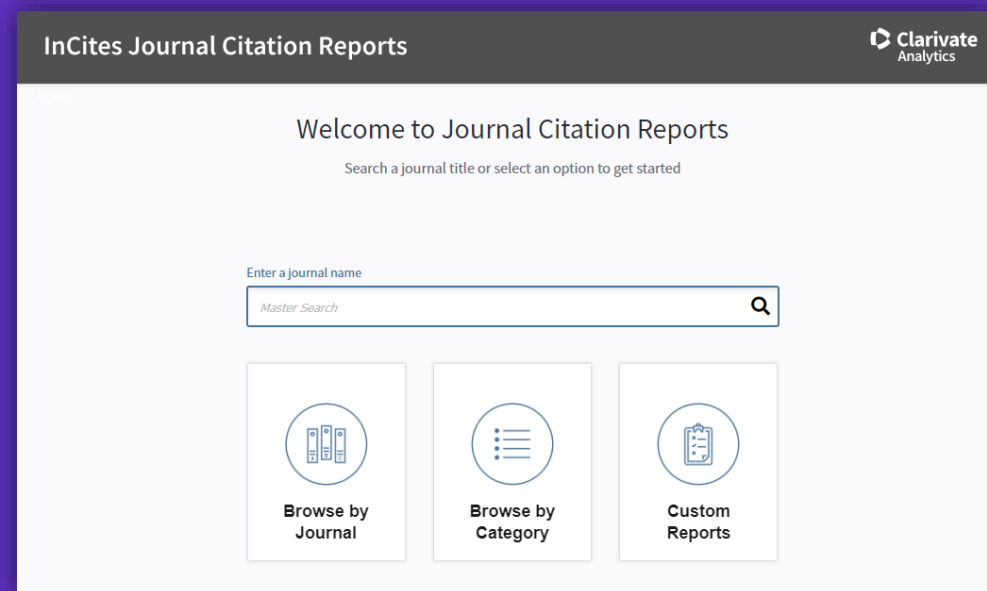 InCites Journal Citation Reports
Clarivate
Analytics
Welcome to Journal Citation Reports
Search a journal title or select an option to get started
Enter a journal name
Master Search
Browse by
Journal
Browse by
Category
Custom
Reports